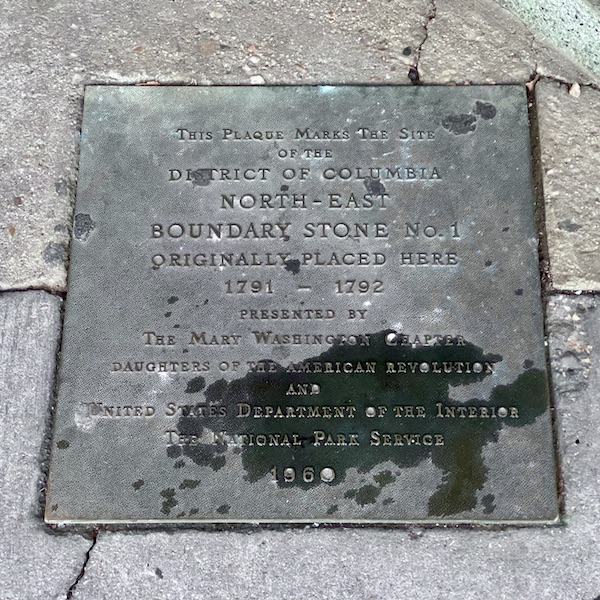 This Plaque Marks The Site
of the
District of Columbia
North-East
Boundary Stone No. 1
Originally Placed Here
1791 - 1792
Presented by
The Mary Washington Chapter
Daughters of the American Revolution
and
United States Department of the Interior
The National Park Service
1960